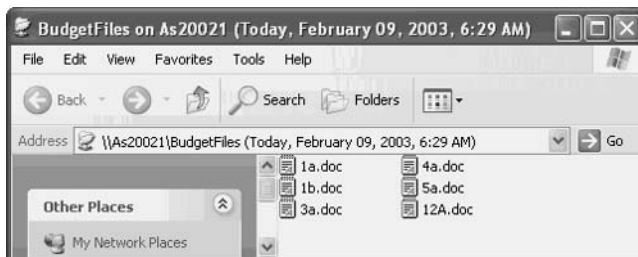 BudgetFiles on As20021 (Today, February 09, 2003, 6:29 AM)
File Edit View Favorites Tools Help
Back Search Folders
Address \\As20021\BudgetFiles (Today, February 09, 2003, 6:29 AM) Go
1a.doc 4a.doc
1b.doc 5a.doc
3a.doc 12A.doc
Other Places
My Network Places